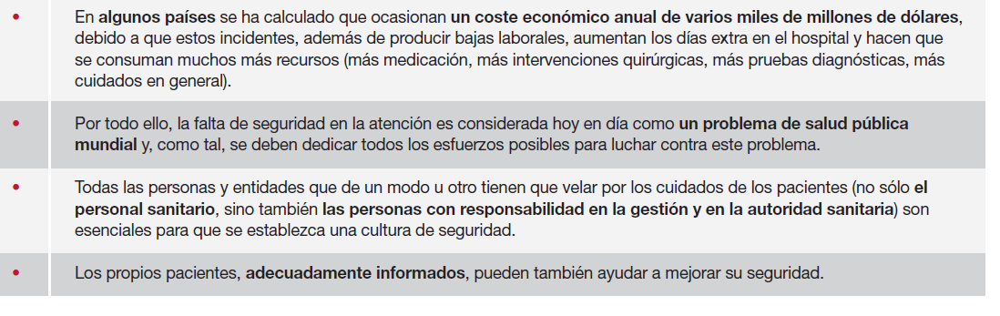 • En algunos países se ha calculado que ocasionan un coste económico anual de varios miles de millones de dólares,
debido a que estos incidentes, además de producir bajas laborales, aumentan los días extra en el hospital y hacen que
se consuman muchos más recursos (más medicación, más intervenciones quirúrgicas, más pruebas diagnósticas, más
cuidados en general).
• Por todo ello, la falta de seguridad en la atención es considerada hoy en día como un problema de salud pública
mundial y, como tal, se deben dedicar todos los esfuerzos posibles para luchar contra este problema.
• Todas las personas y entidades que de un modo u otro tienen que velar por los cuidados de los pacientes (no sólo el
personal sanitario, sino también las personas con responsabilidad en la gestión y en la autoridad sanitaria) son
esenciales para que se establezca una cultura de seguridad.
• Los propios pacientes, adecuadamente informados, pueden también ayudar a mejorar su seguridad.